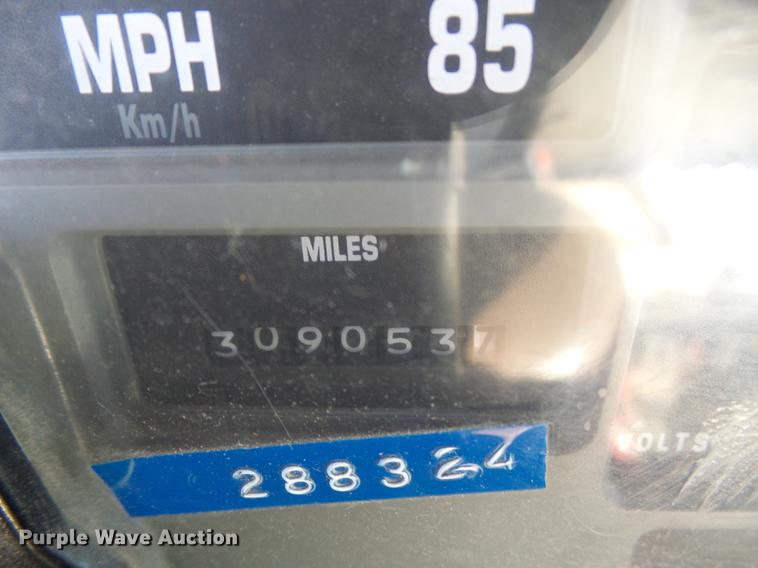 MPH 85
Km/h
MILES
3090537
288324
VOLTS
Purple Wave Auction